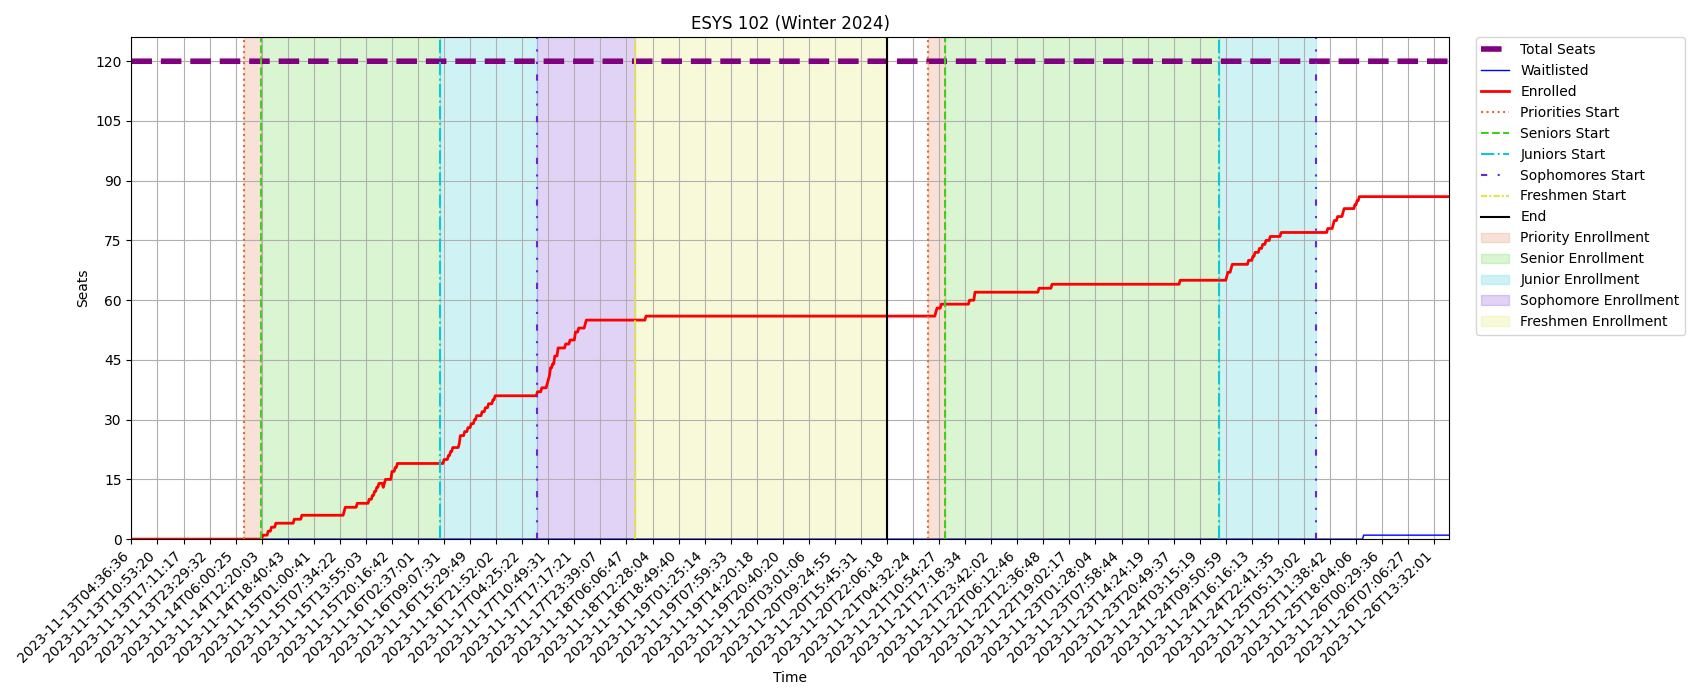 ESYS 102 (Winter 2024)
Seats
120
105
90
75
60
45
30
15
0
2023-11-13T04:36:36
2023-11-13T10:53:20
2023-11-13T17:11:17
2023-11-13T23:29:32
2023-11-14T06:00:25
2023-11-14T12:20:03
2023-11-14T18:40:43
2023-11-15T01:00:41
2023-11-15T07:34:22
2023-11-15T13:55:03
2023-11-15T20:16:42
2023-11-16T02:37:01
2023-11-16T09:07:31
2023-11-16T15:29:49
2023-11-16T21:52:02
2023-11-17T04:25:22
2023-11-17T10:49:31
2023-11-17T17:17:21
2023-11-17T23:39:07
2023-11-18T06:06:47
2023-11-18T12:28:04
2023-11-18T18:49:40
2023-11-19T01:25:14
2023-11-19T07:59:33
2023-11-19T14:20:18
2023-11-19T20:40:20
2023-11-20T03:01:06
2023-11-20T09:24:55
2023-11-20T15:45:31
2023-11-20T22:06:18
2023-11-21T04:32:24
2023-11-21T10:54:27
2023-11-21T17:18:34
2023-11-21T23:42:02
2023-11-22T06:12:46
2023-11-22T12:36:48
2023-11-22T19:02:17
2023-11-23T01:28:04
2023-11-23T07:58:44
2023-11-23T14:24:19
2023-11-23T20:49:37
2023-11-24T03:15:19
2023-11-24T09:50:59
2023-11-24T16:16:13
2023-11-24T22:41:35
2023-11-25T05:13:02
2023-11-25T11:38:42
2023-11-25T18:04:06
2023-11-26T00:29:36
2023-11-26T07:06:27
2023-11-26T13:32:01
Time
Total Seats
Waitlisted
Enrolled
Priorities Start
Seniors Start
Juniors Start
Sophomores Start
Freshmen Start
End
Priority Enrollment
Senior Enrollment
Junior Enrollment
Sophomore Enrollment
Freshmen Enrollment